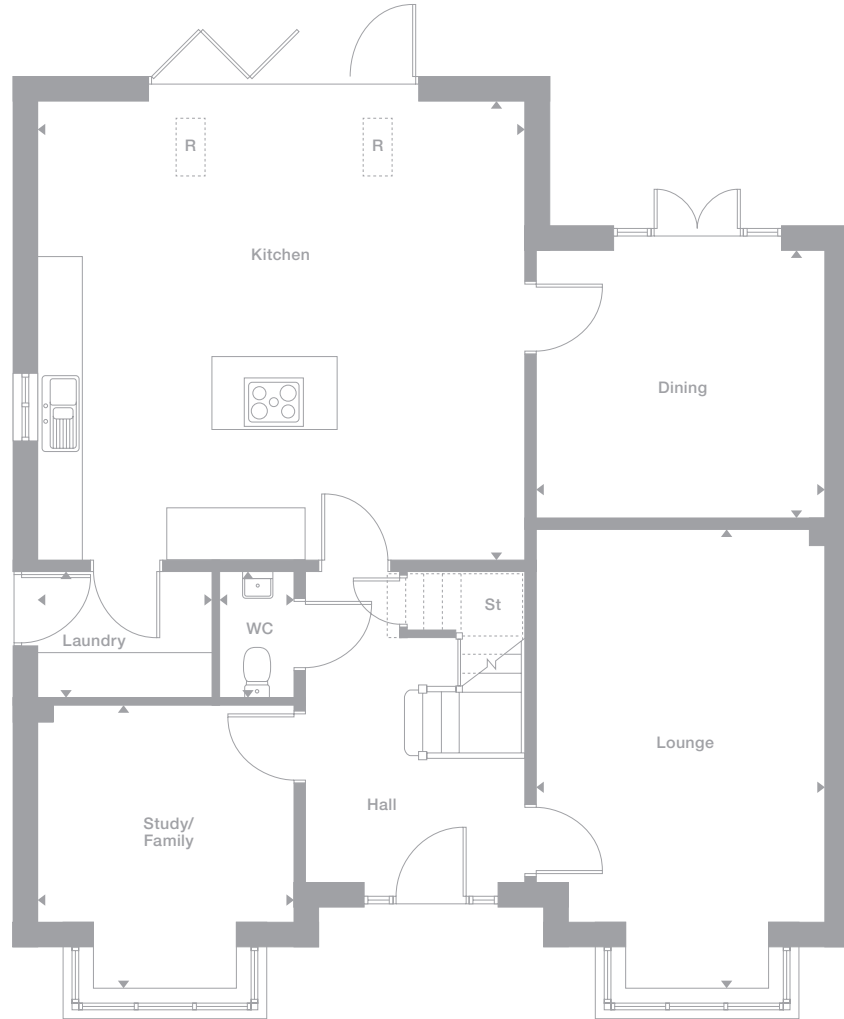 R
R
Kitchen
Dining
St
WC
Laundry
Lounge
Hall
Study/
Family